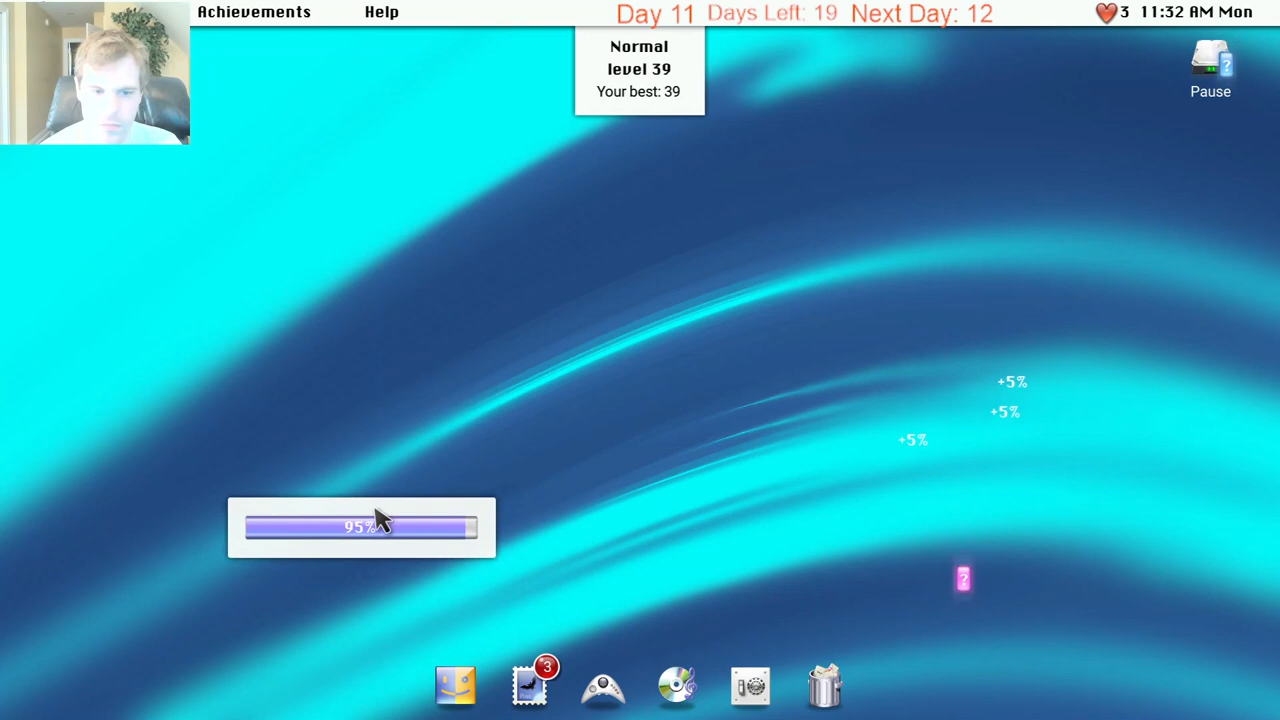 Achievements Help Day 11 Days Left: 19 Next Day: 12 3 11:32 AM Mon
Normal
level 39
Your best: 39
?
Pause
+5%
+5%
+5%
95%
?
3